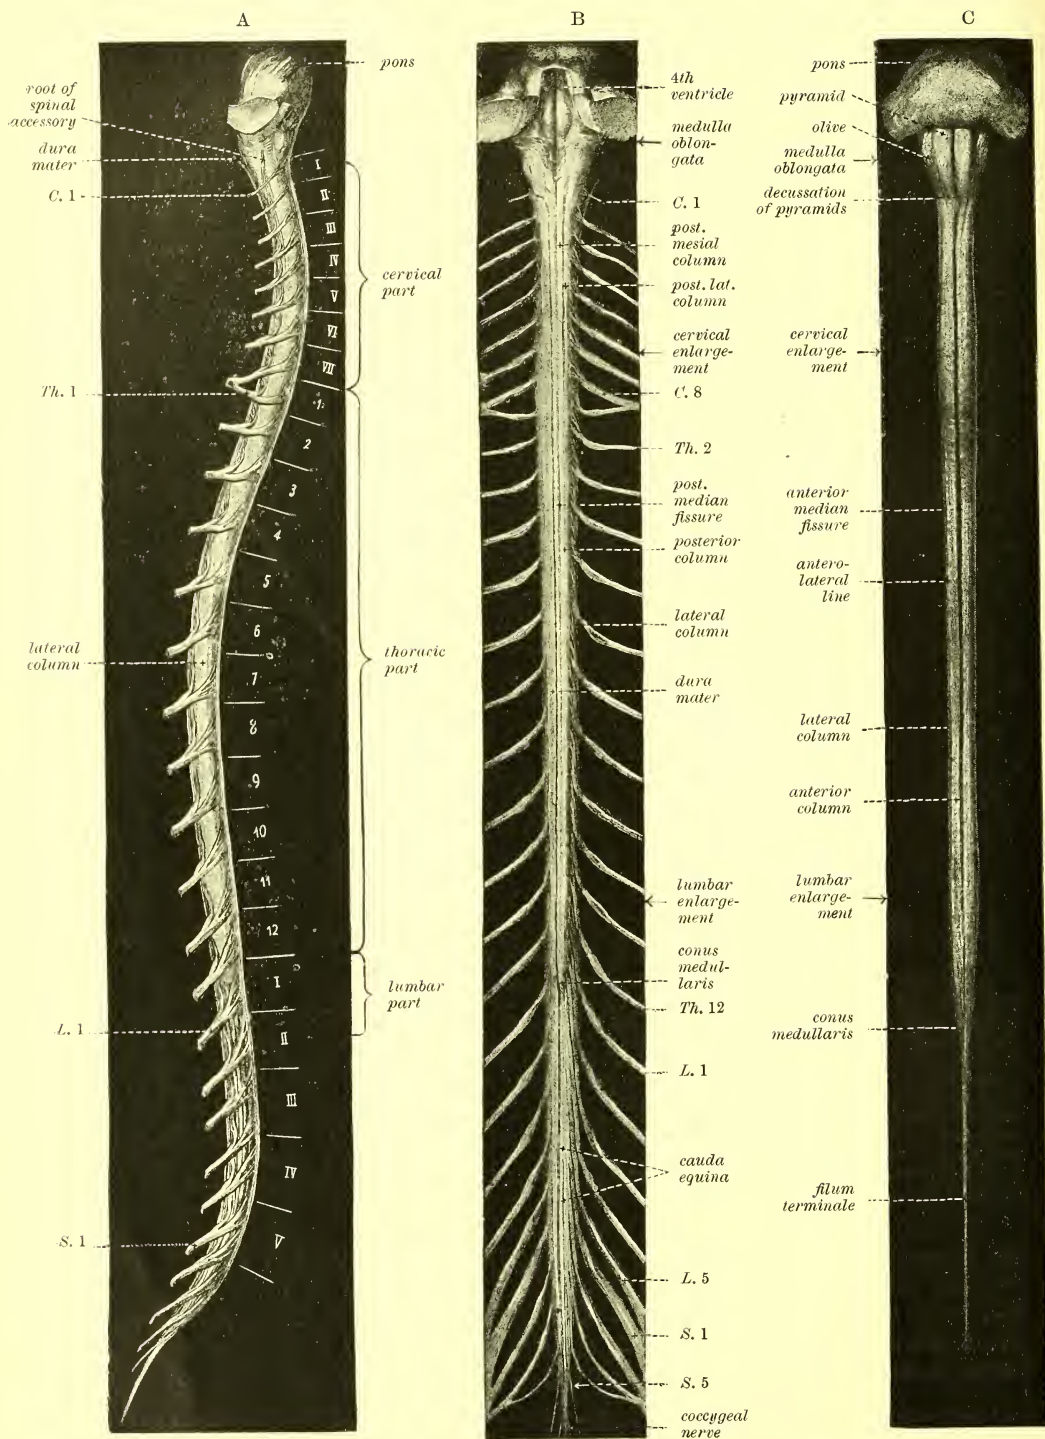 A
B
C
pons
root of
spinal
accessory
dura
mater
C. 1
I
II
III
IV
V
VI
VII
cervical
part
Th. 1
1
2
3
4
5
6
7
8
9
10
11
12
lateral
column
thoracic
part
I
II
III
IV
V
lumbar
part
L. 1
S. 1
4th
ventricle
medulla
oblon-
gata
C. 1
post.
mesial
column
post. lat.
column
cervical
enlarge-
ment
C. 8
Th. 2
post.
median
fissure
posterior
column
lateral
column
dura
mater
lumbar
enlarge-
ment
conus
medul-
laris
Th. 12
L. 1
cauda
equina
L. 5
S. 1
S. 5
coccygeal
nerve
pons
pyramid
olive
medulla
oblongata
decussation
of pyramids
cervical
enlarge-
ment
anterior
median
fissure
antero-
lateral
line
lateral
column
anterior
column
lumbar
enlarge-
ment
conus
medullaris
filum
terminale